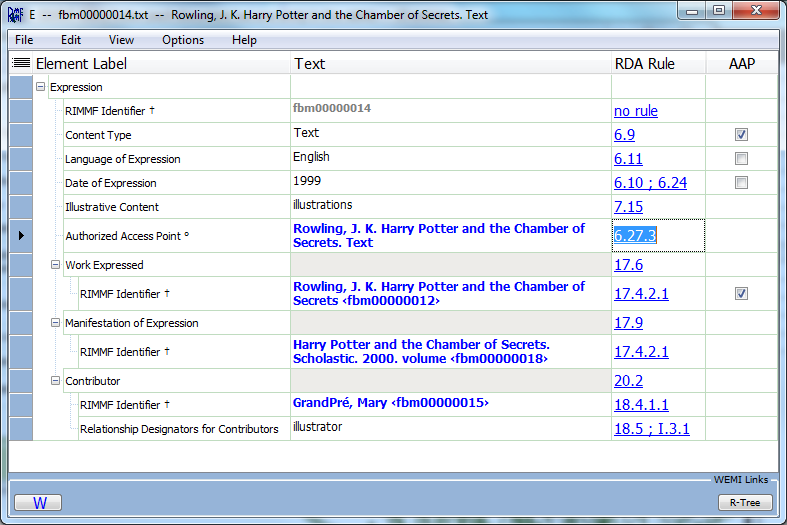 E -- fbm00000014.txt -- Rowling, J. K. Harry Potter and the Chamber of Secrets. Text
File Edit View Options Help
Element Label Text RDA Rule AAP
Expression
RIMMF Identifier † fbm00000014 no rule
Content Type Text 6.9
Language of Expression English 6.11
Date of Expression 1999 6.10 ; 6.24
Illustrative Content illustrations 7.15
Authorized Access Point º Rowling, J. K. Harry Potter and the Chamber of 6.27.3
Secrets. Text
Work Expressed 17.6
RIMMF Identifier † Rowling, J. K. Harry Potter and the Chamber of 17.4.2.1
Secrets ‹fbm00000012›
Manifestation of Expression 17.9
RIMMF Identifier † Harry Potter and the Chamber of Secrets. 17.4.2.1
Scholastic. 2000. volume ‹fbm00000018›
Contributor 20.2
RIMMF Identifier † GrandPré, Mary ‹fbm00000015› 18.4.1.1
Relationship Designators for Contributors illustrator 18.5 ; I.3.1
WEMI Links
W R-Tree